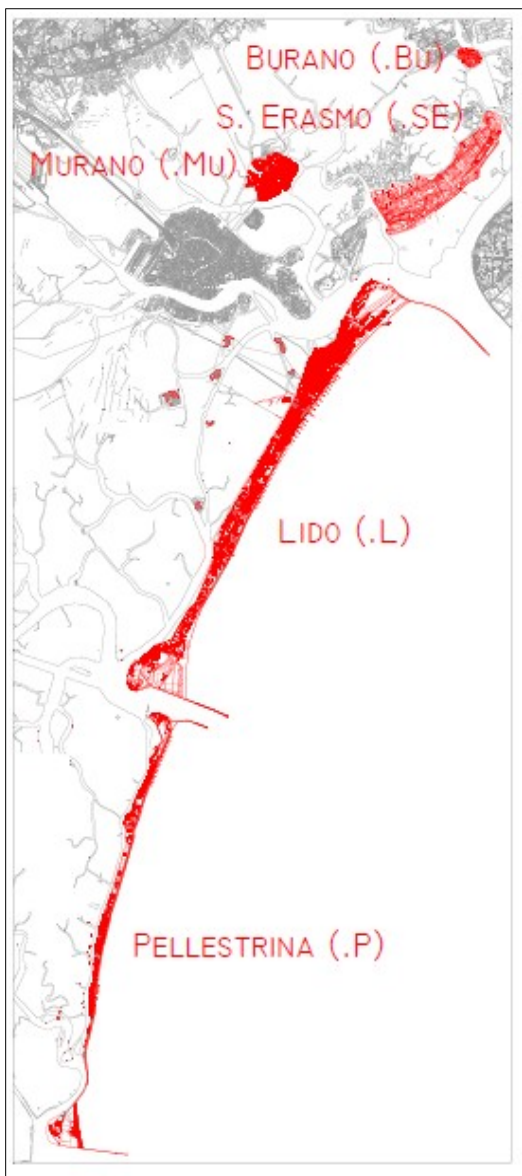 BURANO (.BU)
S. ERASMO (.SE)
MURANO (.MU)
LIDO (.L)
PELLESTRINA (.P)